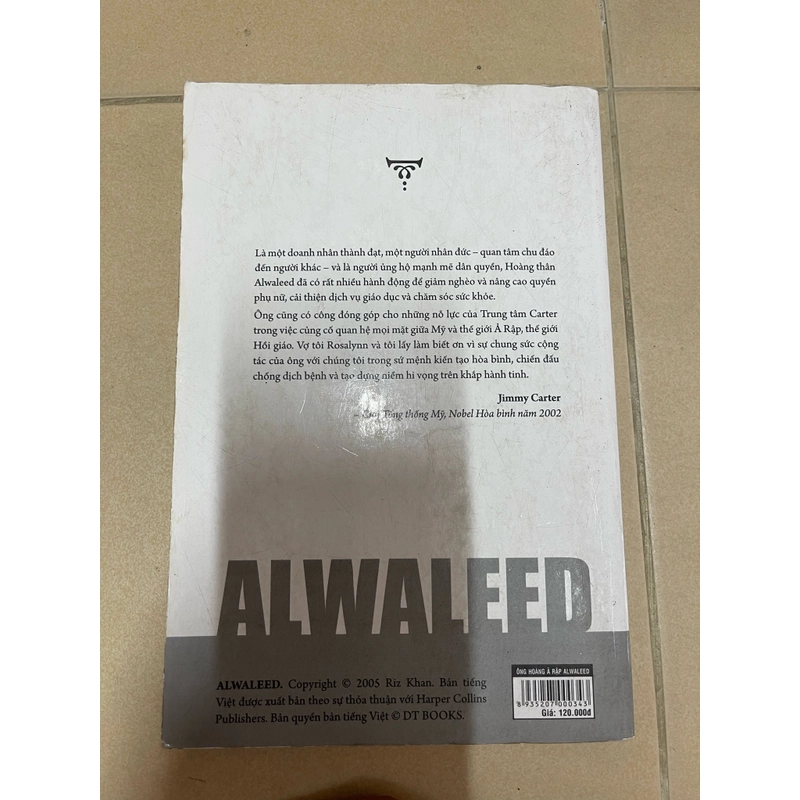 Là một doanh nhân thành đạt, một người nhân đức – quan tâm chu đáo
đến người khác – và là người ủng hộ mạnh mẽ dân quyền, Hoàng thân
Alwaleed đã có rất nhiều hành động để giảm nghèo và nâng cao quyền
phụ nữ, cải thiện dịch vụ giáo dục và chăm sóc sức khỏe.
Ông cũng có công đóng góp cho những nỗ lực của Trung tâm Carter
trong việc củng cố quan hệ mọi mặt giữa Mỹ và thế giới Ả Rập, thế giới
Hồi giáo. Vợ tôi Rosalynn và tôi lấy làm biết ơn vì sự chung sức cộng
tác của ông với chúng tôi trong sứ mệnh kiến tạo hòa bình, chiến đấu
chống dịch bệnh và tạo dựng niềm hi vọng trên khắp hành tinh.
Jimmy Carter
– Cựu Tổng thống Mỹ, Nobel Hòa bình năm 2002
ALWALEED
ALWALEED. Copyright © 2005 Riz Khan. Bản tiếng
Việt được xuất bản theo sự thỏa thuận với Harper Collins
Publishers. Bản quyền bản tiếng Việt © DT BOOKS.
ÔNG HOÀNG Ả RẬP ALWALEED
8 935207 000343
Giá: 120.000đ